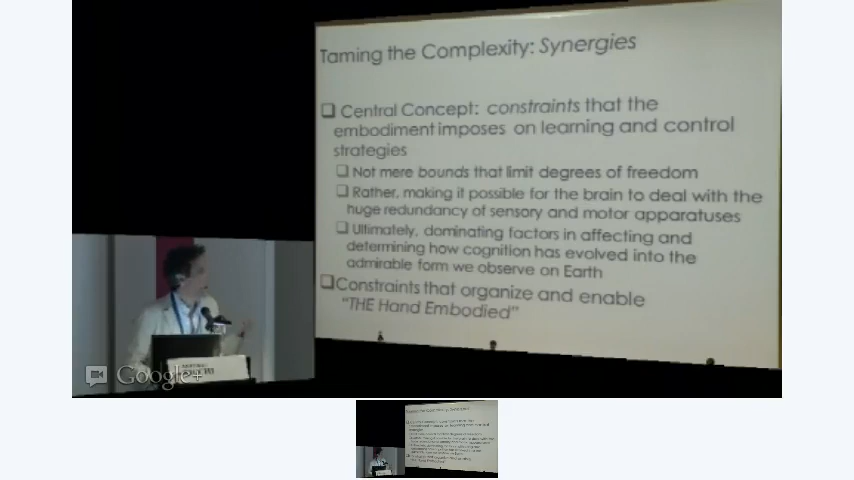 Taming the Complexity: Synergies
❑ Central Concept: constraints that the
embodiment imposes on learning and control
strategies
❑ Not mere bounds that limit degrees of freedom
❑ Rather, making it possible for the brain to deal with the
huge redundancy of sensory and motor apparatuses
❑ Ultimately, dominating factors in affecting and
determining how cognition has evolved into the
admirable form we observe on Earth
❑ Constraints that organize and enable
"THE Hand Embodied"
Google+